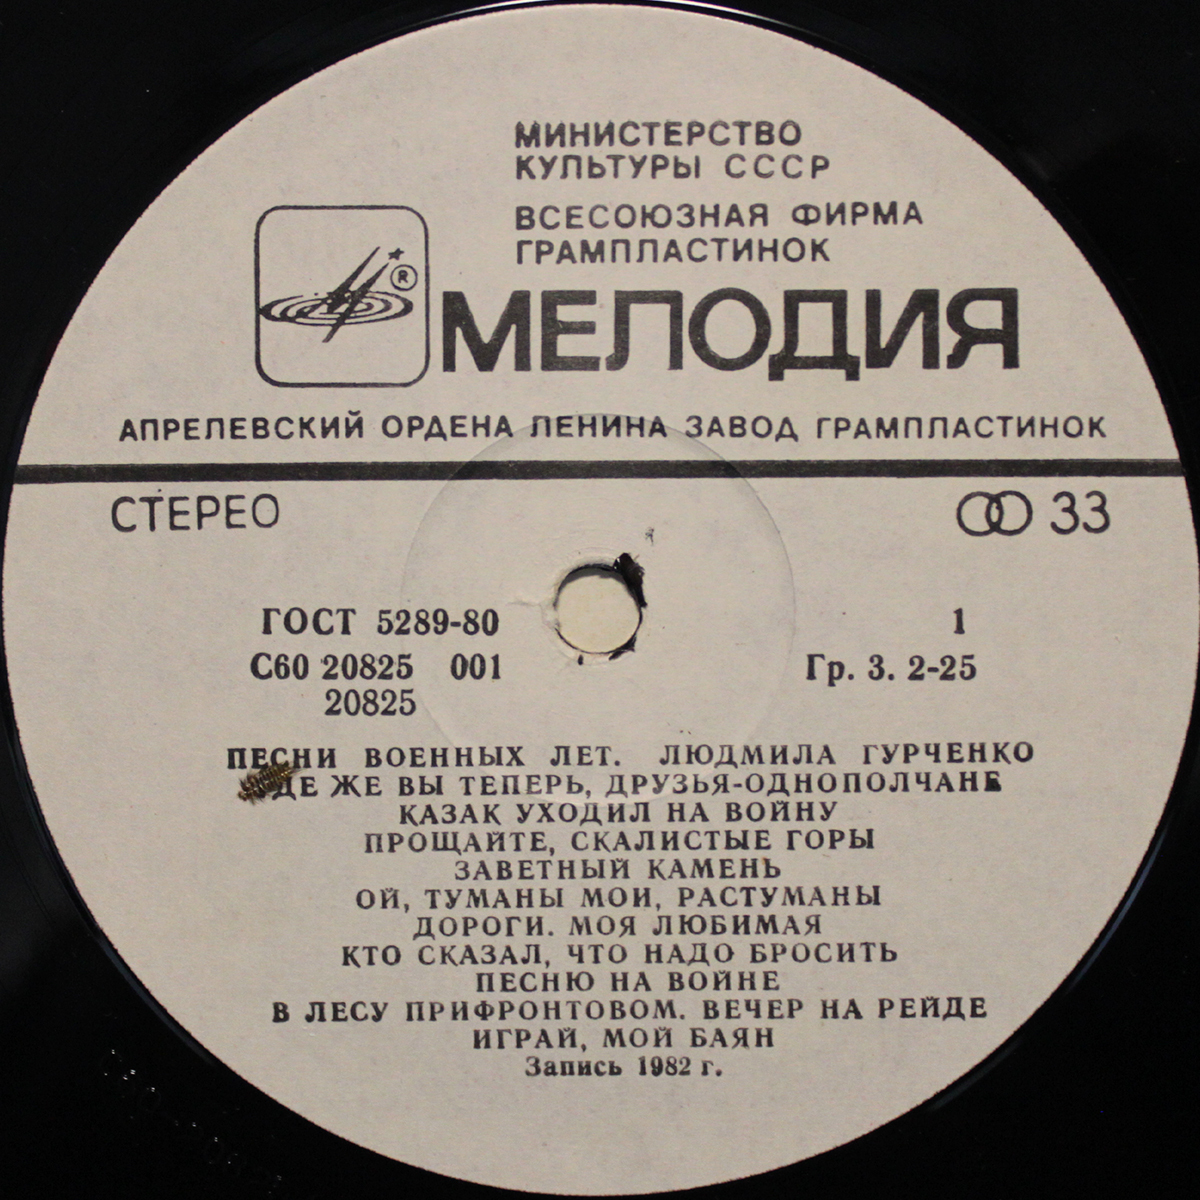 МИНИСТЕРСТВО
КУЛЬТУРЫ СССР
ВСЕСОЮЗНАЯ ФИРМА
ГРАМПЛАСТИНОК
®
МЕЛОДИЯ
АПРЕЛЕВСКИЙ ОРДЕНА ЛЕНИНА ЗАВОД ГРАМПЛАСТИНОК
СТЕРЕО 33
ГОСТ 5289-80 1
С60 20825 001 Гр. 3. 2-25
20825
ПЕСНИ ВОЕННЫХ ЛЕТ. ЛЮДМИЛА ГУРЧЕНКО
ДЕ ЖЕ ВЫ ТЕПЕРЬ, ДРУЗЬЯ-ОДНОПОЛЧАНЕ
КАЗАК УХОДИЛ НА ВОЙНУ
ПРОЩАЙТЕ, СКАЛИСТЫЕ ГОРЫ
ЗАВЕТНЫЙ КАМЕНЬ
ОЙ, ТУМАНЫ МОИ, РАСТУМАНЫ
ДОРОГИ. МОЯ ЛЮБИМАЯ
КТО СКАЗАЛ, ЧТО НАДО БРОСИТЬ
ПЕСНЮ НА ВОЙНЕ
В ЛЕСУ ПРИФРОНТОВОМ. ВЕЧЕР НА РЕЙДЕ
ИГРАЙ, МОЙ БАЯН
Запись 1982 г.